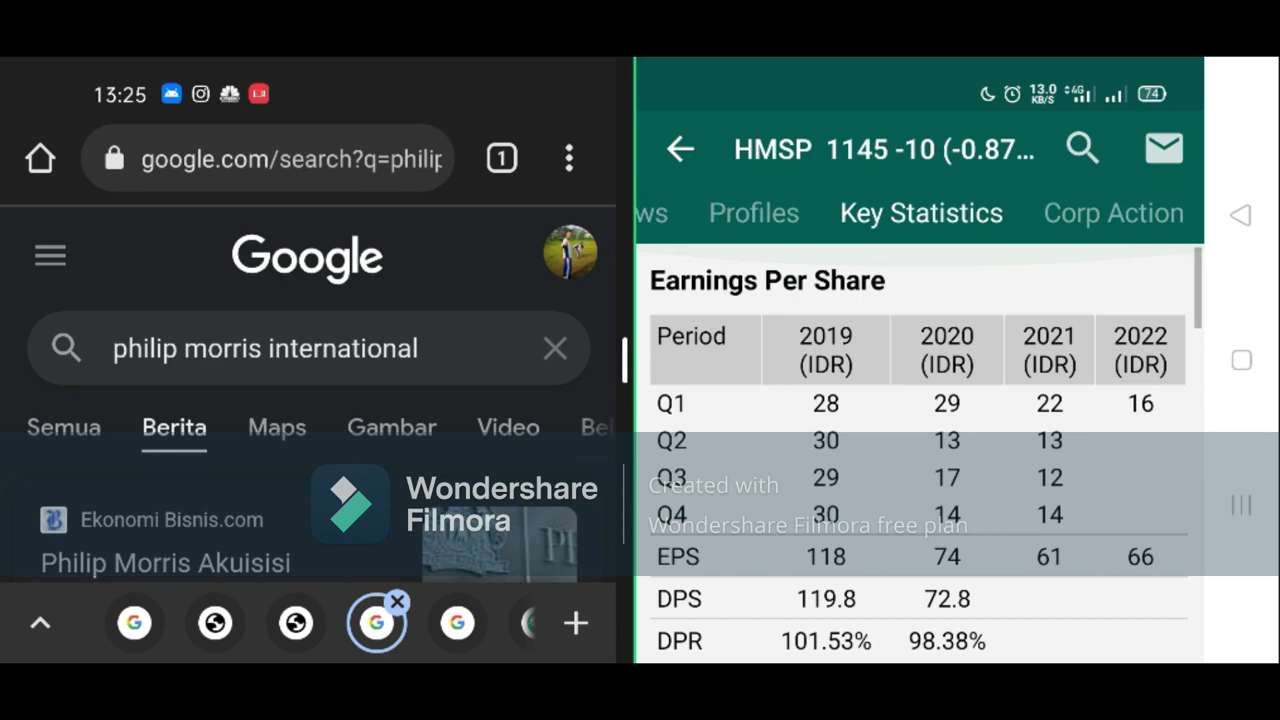 13:25
google.com/search?q=philip
1
Google
philip morris international
Semua Berita Maps Gambar Video Bel
Ekonomi Bisnis.com
Philip Morris Akuisisi
Wondershare
Filmora
Created with
Wondershare Filmora free plan
13.0
KB/S
4G
74
HMSP 1145 -10 (-0.87...
ws Profiles Key Statistics Corp Action
Earnings Per Share
Period 2019 (IDR) 2020 (IDR) 2021 (IDR) 2022 (IDR)
Q1 28 29 22 16
Q2 30 13 13
Q3 29 17 12
Q4 30 14 14
EPS 118 74 61 66
DPS 119.8 72.8
DPR 101.53% 98.38%